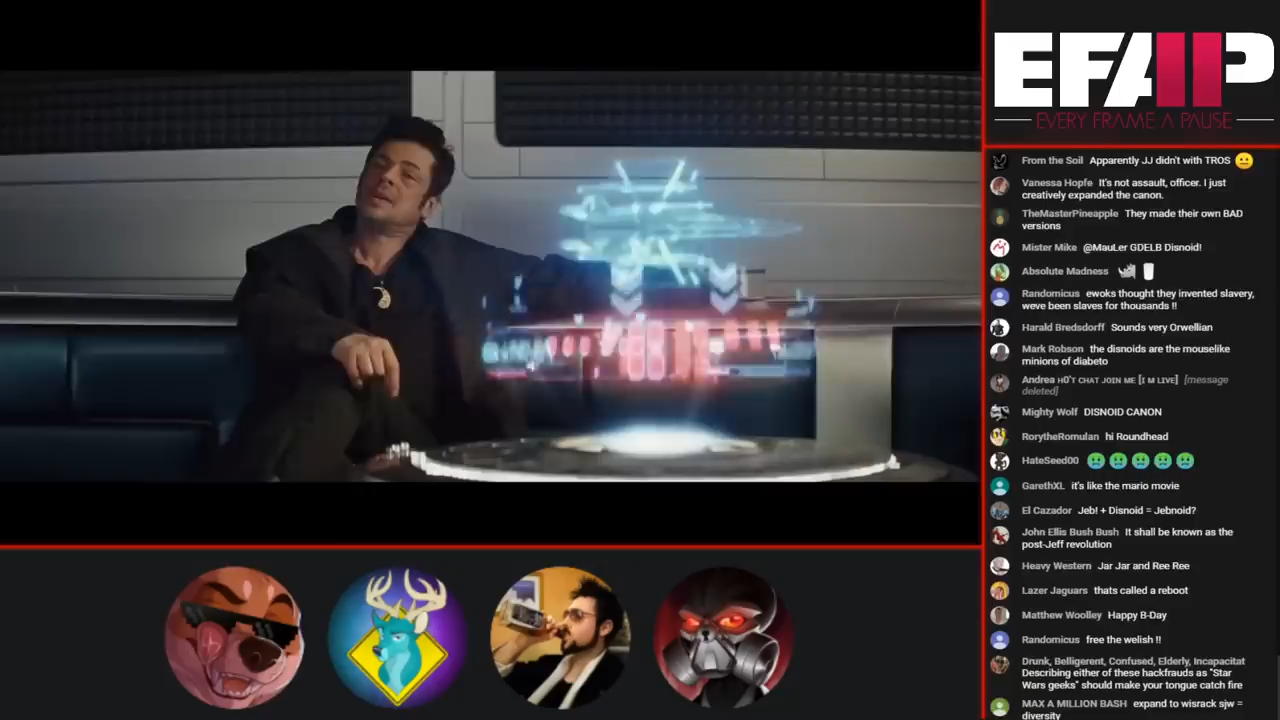 EFAP
EVERY FRAME A PAUSE
From the Soil Apparently JJ didn't with TROS
Vanessa Hopfe It's not assault, officer. I just
creatively expanded the canon.
TheMasterPineapple They made their own BAD
versions
Mister Mike @MauLer GDELB Disnoid!
Absolute Madness
Randomicus ewoks thought they invented slavery,
weve been slaves for thousands !!
Harald Bredsdorff Sounds very Orwellian
Mark Robson the disnoids are the mouselike
minions of diabeto
Andrea ʜ0'ᴛ ᴄʜᴀᴛ ᴊᴏɪɴ ᴍᴇ [ɪ ᴍ ʟɪᴠᴇ] [message
deleted]
Mighty Wolf DISNOID CANON
RorytheRomulan hi Roundhead
HateSeed00
GarethXL it's like the mario movie
El Cazador Jeb! + Disnoid = Jebnoid?
John Ellis Bush Bush It shall be known as the
post-Jeff revolution
Heavy Western Jar Jar and Ree Ree
Lazer Jaguars thats called a reboot
Matthew Woolley Happy B-Day
Randomicus free the welish !!
Drunk, Belligerent, Confused, Elderly, Incapacitat
Describing either of these hackfrauds as "Star
Wars geeks" should make your tongue catch fire
MAX A MILLION BASH expand to wisrack sjw =
diversity